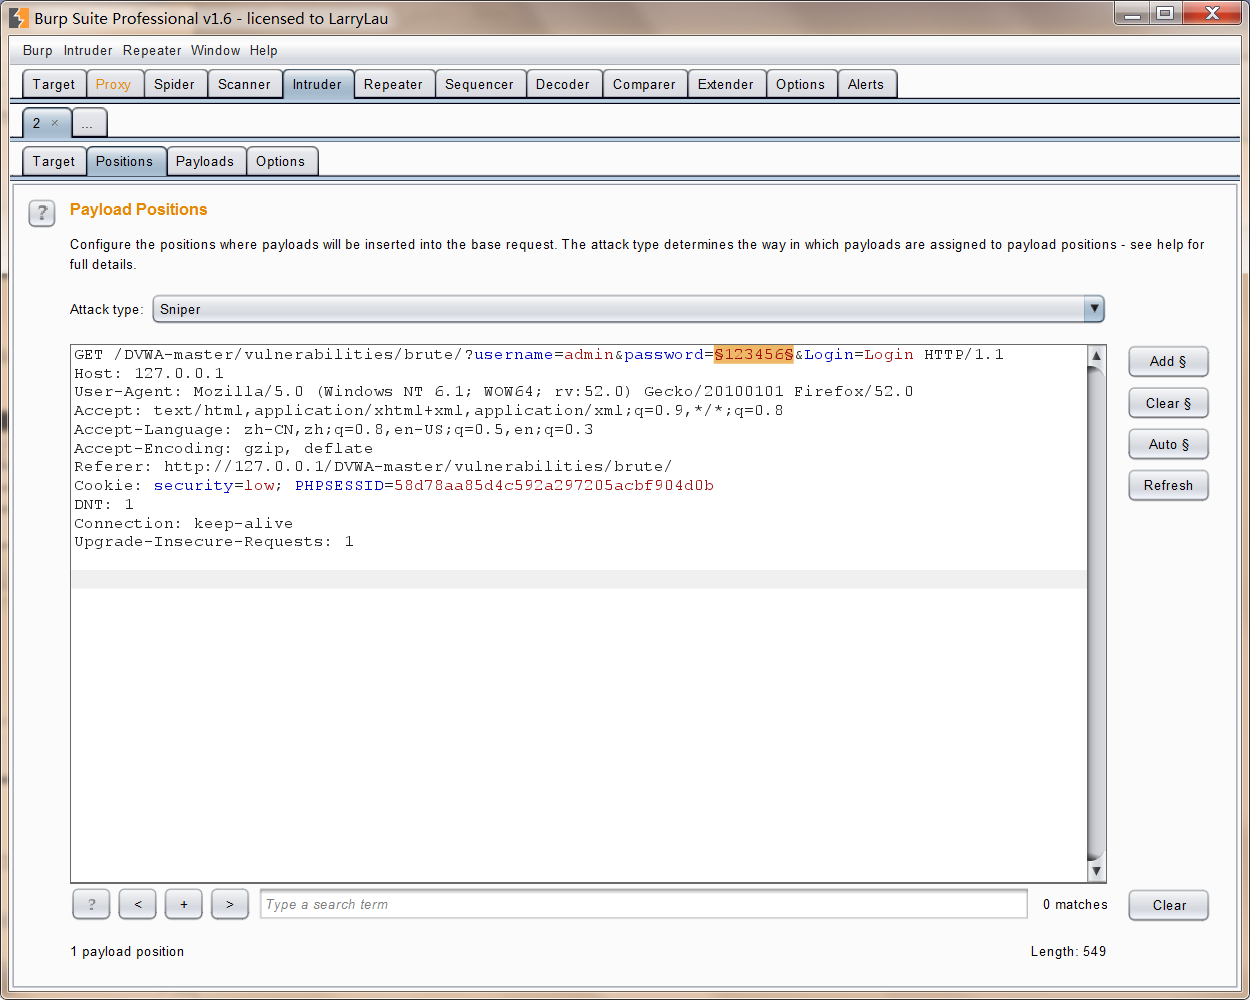 Burp Suite Professional v1.6 - licensed to LarryLau
Burp Intruder Repeater Window Help
Target Proxy Spider Scanner Intruder Repeater Sequencer Decoder Comparer Extender Options Alerts
2 × ...
Target Positions Payloads Options
? Payload Positions
Configure the positions where payloads will be inserted into the base request. The attack type determines the way in which payloads are assigned to payload positions - see help for
full details.
Attack type: Sniper
GET /DVWA-master/vulnerabilities/brute/?username=admin&password=§123456§&Login=Login HTTP/1.1
Host: 127.0.0.1
User-Agent: Mozilla/5.0 (Windows NT 6.1; WOW64; rv:52.0) Gecko/20100101 Firefox/52.0
Accept: text/html,application/xhtml+xml,application/xml;q=0.9,*/*;q=0.8
Accept-Language: zh-CN,zh;q=0.8,en-US;q=0.5,en;q=0.3
Accept-Encoding: gzip, deflate
Referer: http://127.0.0.1/DVWA-master/vulnerabilities/brute/
Cookie: security=low; PHPSESSID=58d78aa85d4c592a297205acbf904d0b
DNT: 1
Connection: keep-alive
Upgrade-Insecure-Requests: 1
Add §
Clear §
Auto §
Refresh
? < + > Type a search term 0 matches Clear
1 payload position Length: 549